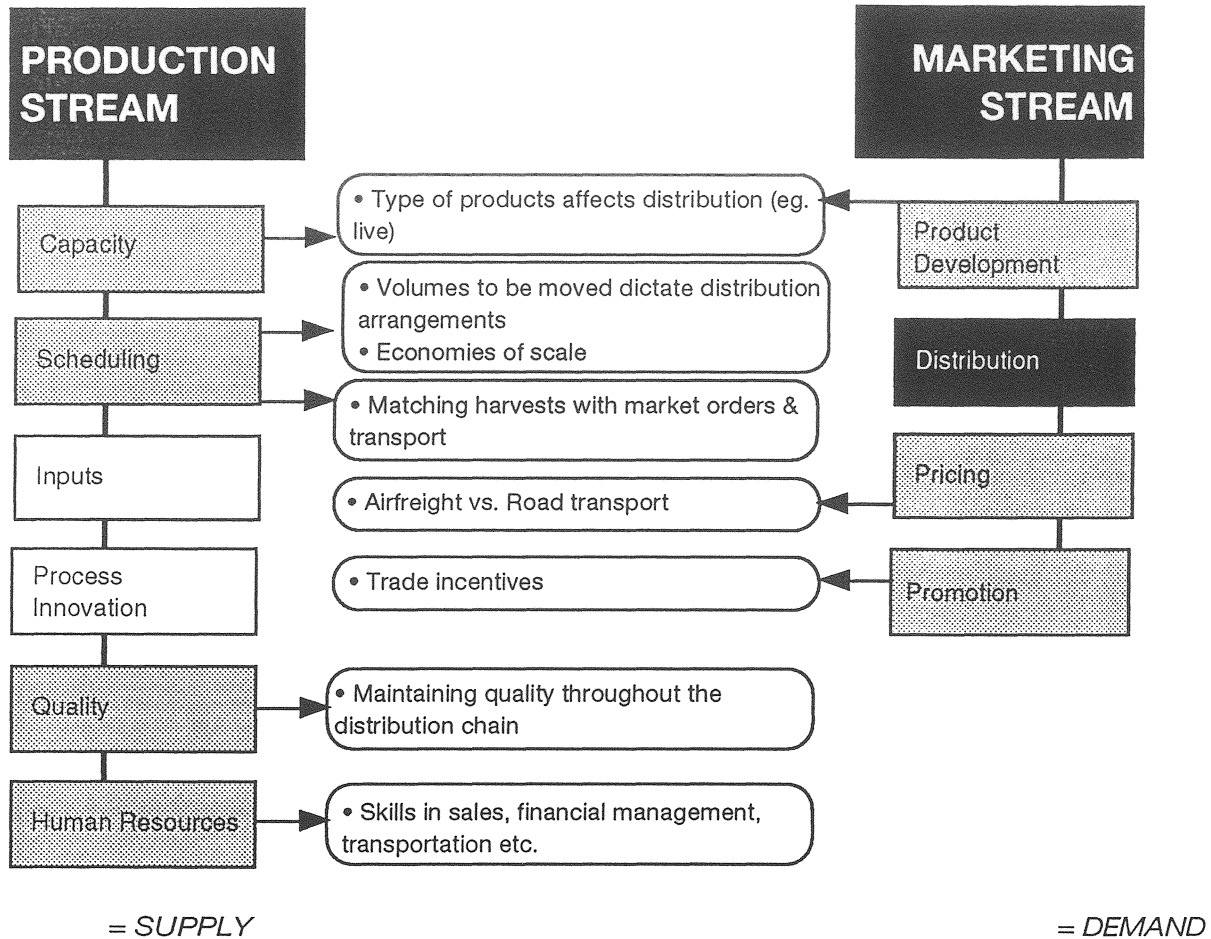 PRODUCTION
STREAM
MARKETING
STREAM
Capacity
• Type of products affects distribution (eg.
live)
Product
Development
Scheduling
• Volumes to be moved dictate distribution
arrangements
• Economies of scale
Distribution
• Matching harvests with market orders &
transport
Inputs
• Airfreight vs. Road transport
Pricing
Process
Innovation
• Trade incentives
Promotion
Quality
• Maintaining quality throughout the
distribution chain
Human Resources
• Skills in sales, financial management,
transportation etc.
= SUPPLY
= DEMAND